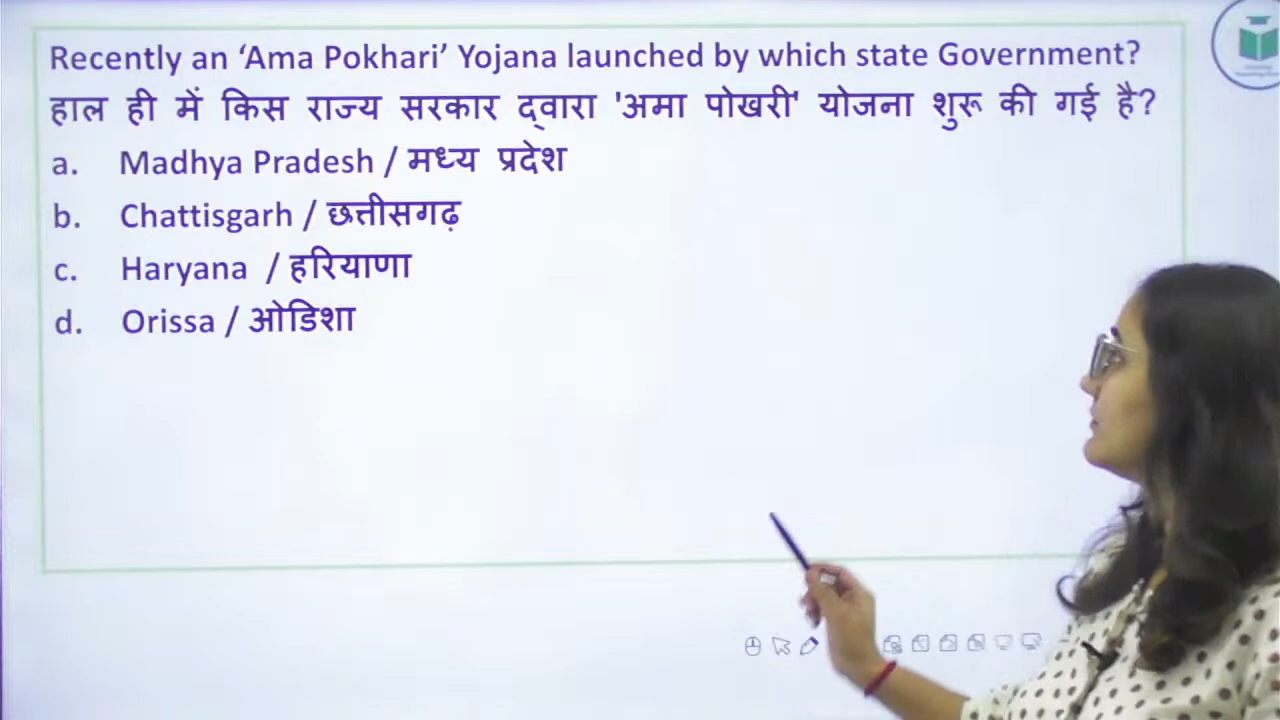 Recently an ‘Ama Pokhari’ Yojana launched by which state Government?
हाल ही में किस राज्य सरकार द्वारा 'अमा पोखरी' योजना शुरू की गई है?
a. Madhya Pradesh / मध्य प्रदेश
b. Chattisgarh / छत्तीसगढ़
c. Haryana / हरियाणा
d. Orissa / ओडिशा